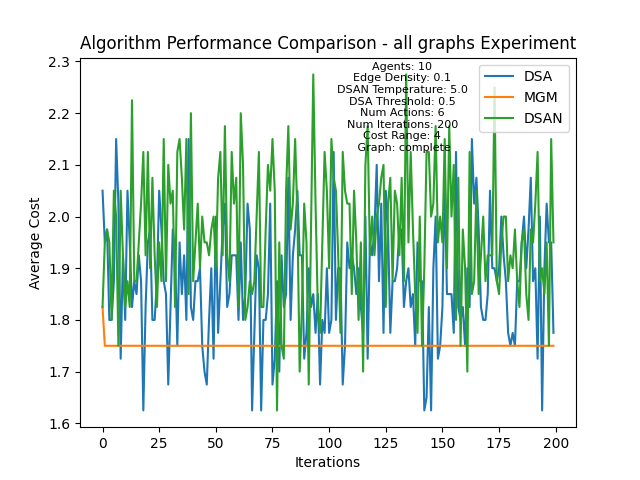 Algorithm Performance Comparison - all graphs Experiment
Agents: 10
Edge Density: 0.1
DSAN Temperature: 5.0
DSA Threshold: 0.5
Num Actions: 6
Num Iterations: 200
Cost Range: 4
Graph: complete
DSA
MGM
DSAN
2.3
2.2
2.1
2.0
1.9
1.8
1.7
1.6
Average Cost
0
25
50
75
100
125
150
175
200
Iterations